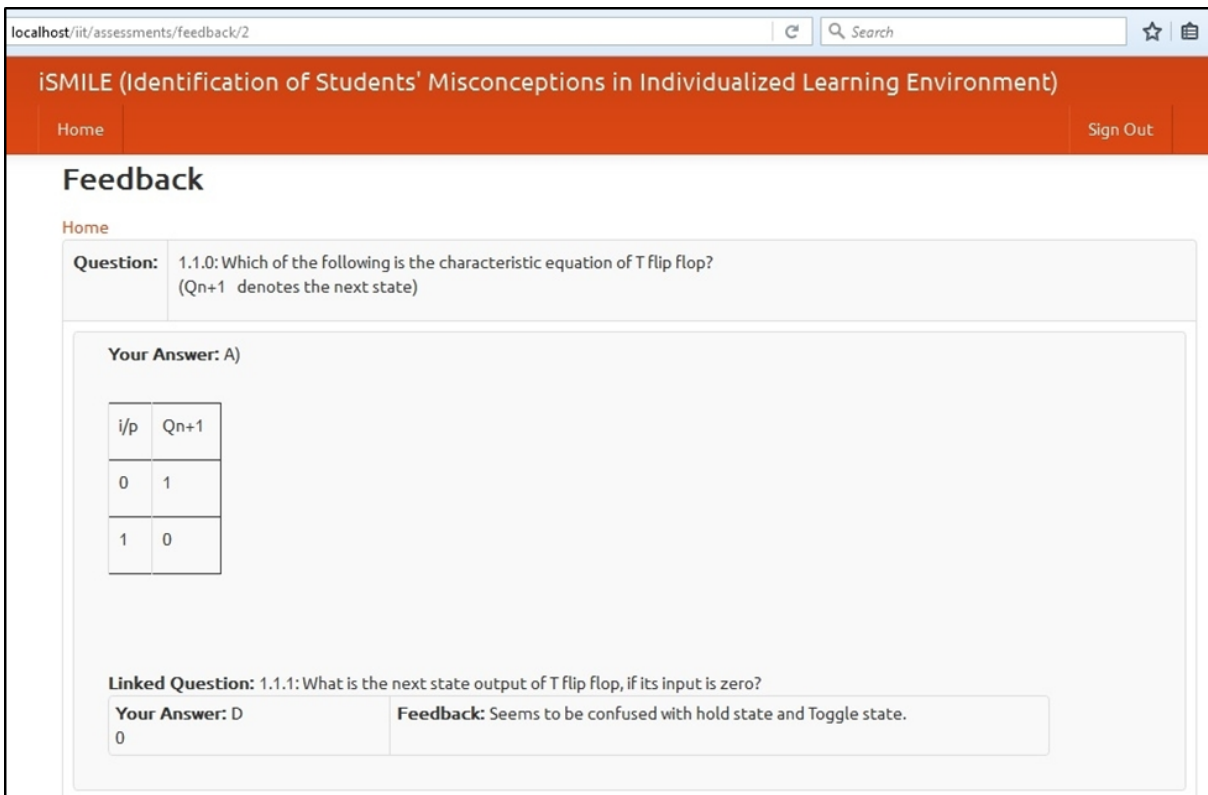 localhost/iit/assessments/feedback/2
Search
iSMILE (Identification of Students' Misconceptions in Individualized Learning Environment)
Home
Sign Out
Feedback
Home
Question: 1.1.0: Which of the following is the characteristic equation of T flip flop?
(Qn+1 denotes the next state)
Your Answer: A)
i/p Qn+1
0 1
1 0
Linked Question: 1.1.1: What is the next state output of T flip flop, if its input is zero?
Your Answer: D
0
Feedback: Seems to be confused with hold state and Toggle state.